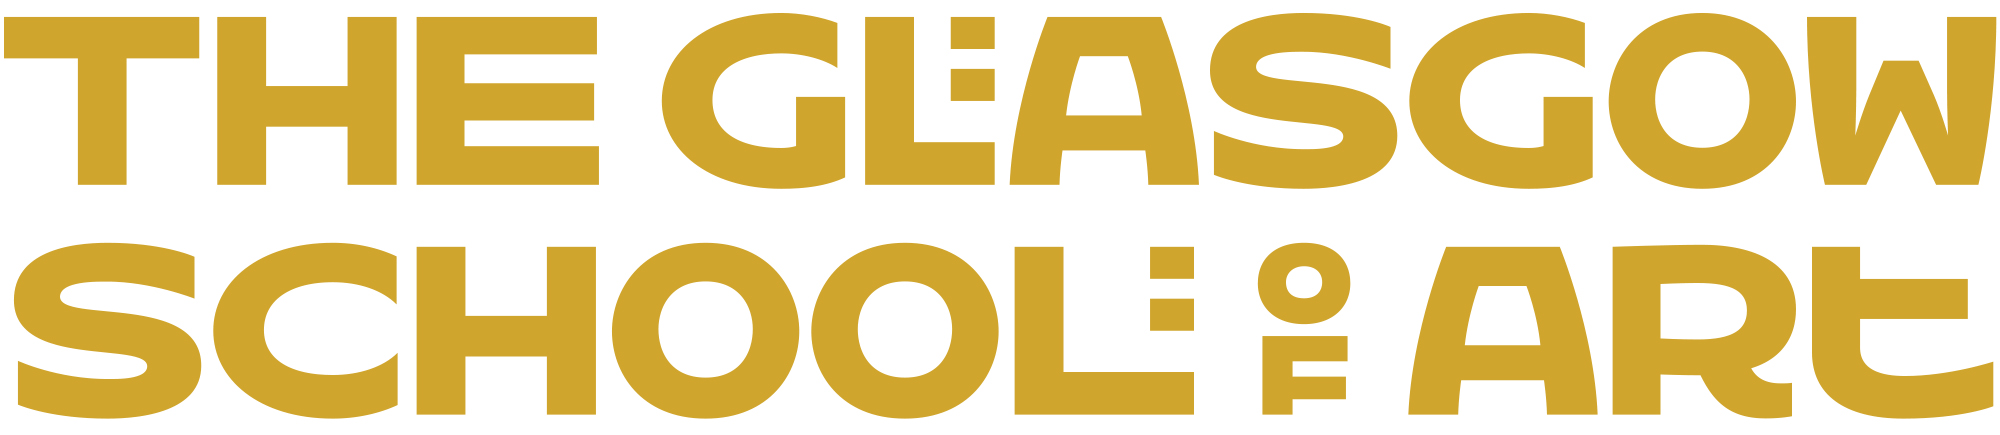 THE GLASGOW
SCHOOL OF ART